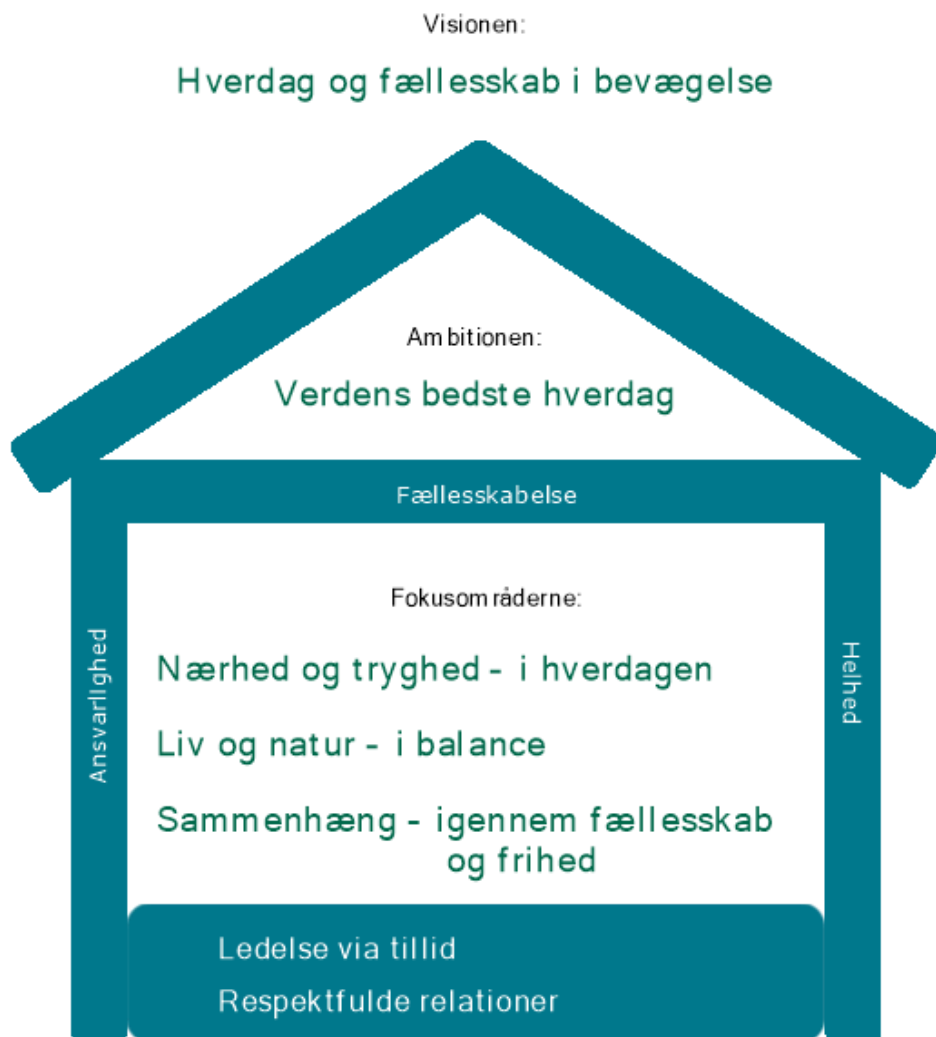 Visionen:
Hverdag og fællesskab i bevægelse
Ambitionen:
Verdens bedste hverdag
Fællesskabelse
Fokusområderne:
Ansvarlighed
Helhed
Nærhed og tryghed - i hverdagen
Liv og natur - i balance
Sammenhæng - igennem fællesskab
og frihed
Ledelse via tillid
Respektfulde relationer